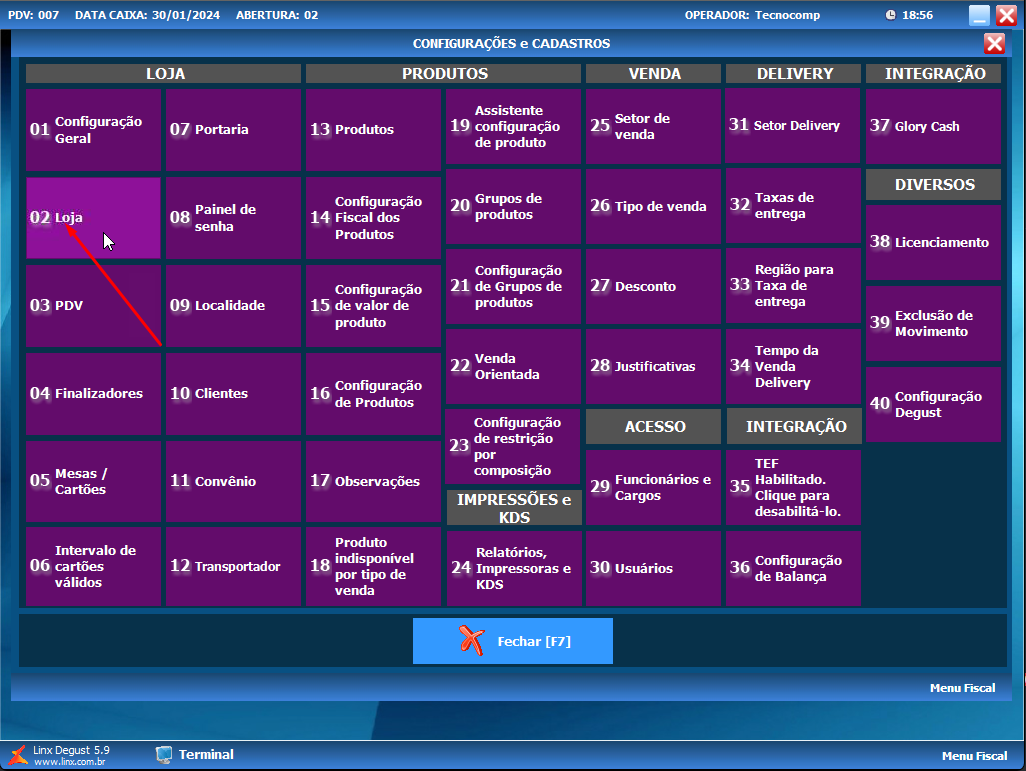 PDV: 007 DATA CAIXA: 30/01/2024 ABERTURA: 02 OPERADOR: Tecnocomp 18:56
CONFIGURAÇÕES e CADASTROS
LOJA
01 Configuração
Geral
02 Loja
03 PDV
04 Finalizadores
05 Mesas /
Cartões
06 Intervalo de
cartões
válidos
07 Portaria
08 Painel de
senha
09 Localidade
10 Clientes
11 Convênio
12 Transportador
PRODUTOS
13 Produtos
14 Configuração
Fiscal dos
Produtos
15 Configuração
de valor de
produto
16 Configuração
de Produtos
17 Observações
18 Produto
indisponível
por tipo de
venda
19 Assistente
configuração
de produto
20 Grupos de
produtos
21 Configuração
de Grupos de
produtos
22 Venda
Orientada
23 Configuração
de restrição
por
composição
IMPRESSÕES e
KDS
24 Relatórios,
Impressoras e
KDS
VENDA
25 Setor de
venda
26 Tipo de venda
27 Desconto
28 Justificativas
ACESSO
29 Funcionários e
Cargos
30 Usuários
DELIVERY
31 Setor Delivery
32 Taxas de
entrega
33 Região para
Taxa de
entrega
34 Tempo da
Venda
Delivery
INTEGRAÇÃO
35 TEF
Habilitado.
Clique para
desabilitá-lo.
36 Configuração
de Balança
INTEGRAÇÃO
37 Glory Cash
DIVERSOS
38 Licenciamento
39 Exclusão de
Movimento
40 Configuração
Degust
Fechar [F7]
Menu Fiscal
Linx Degust 5.9
www.linx.com.br
Terminal
Menu Fiscal